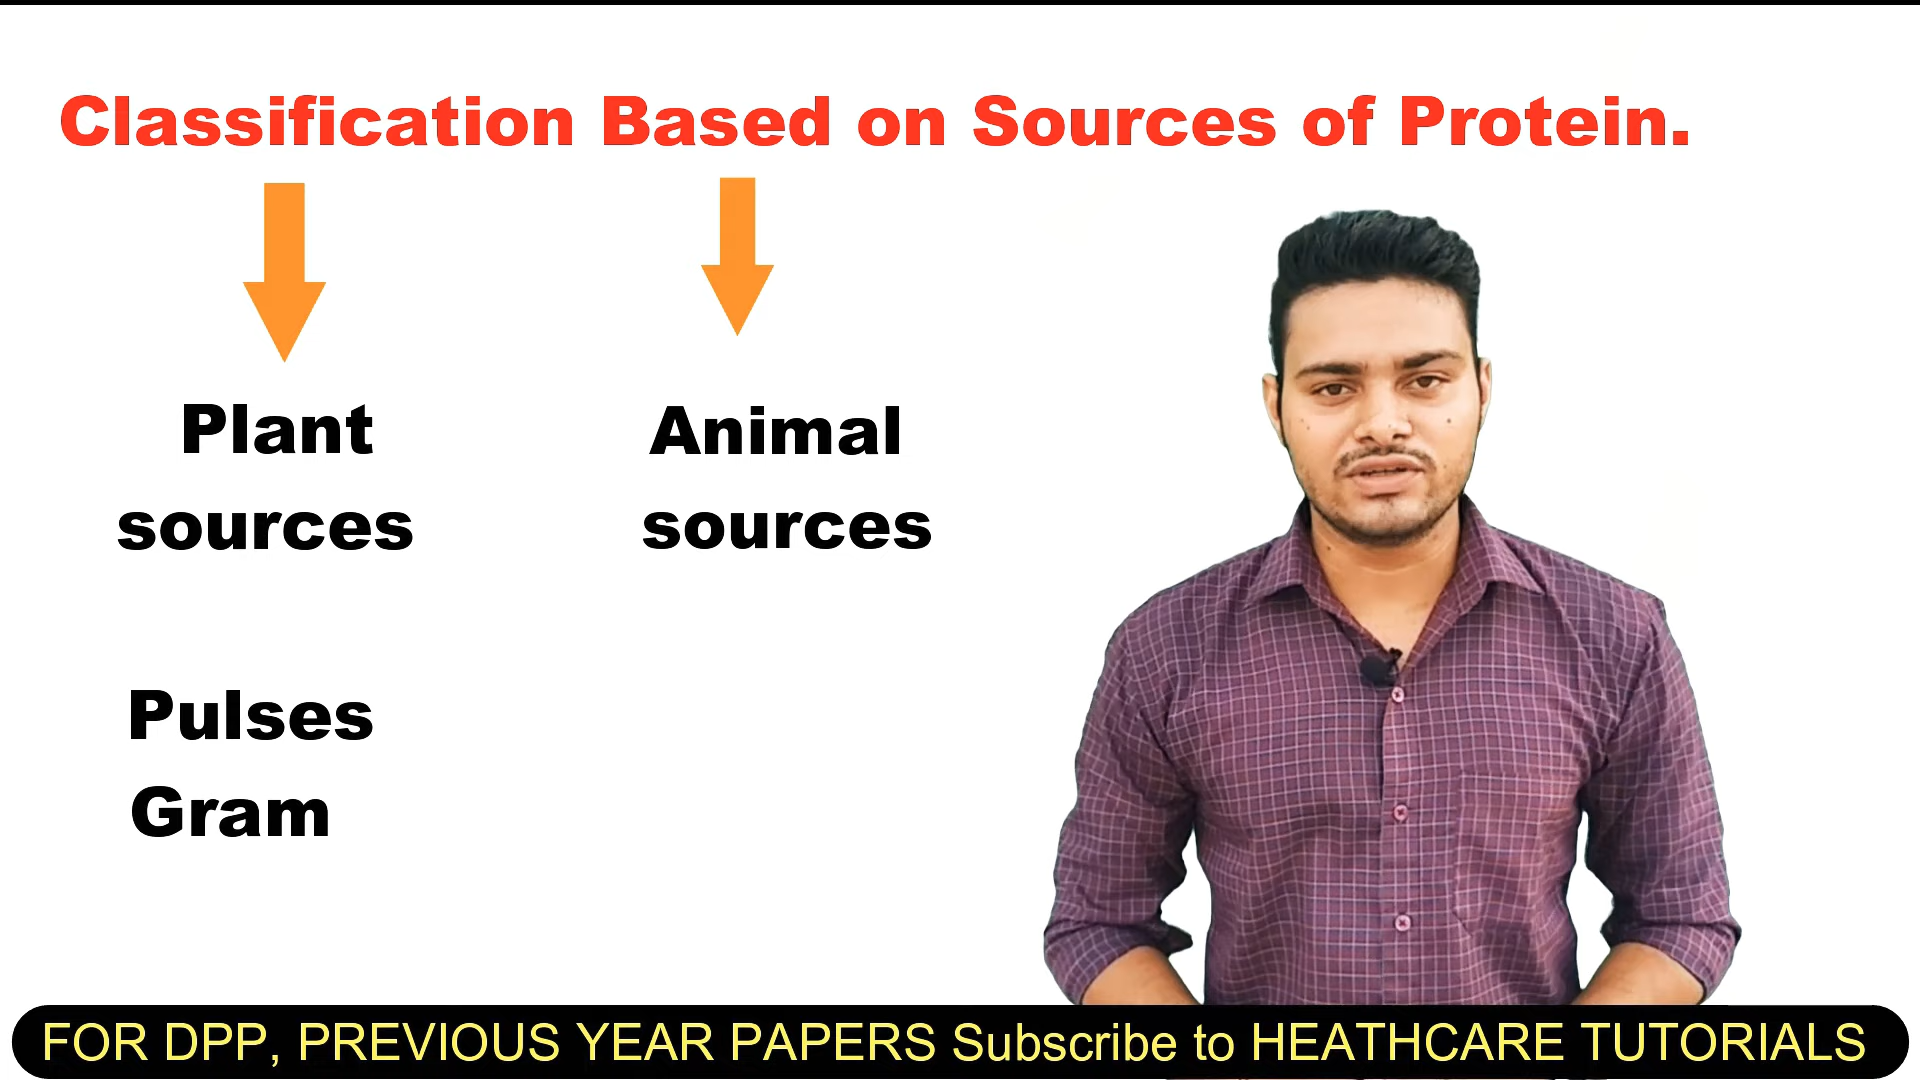 Classification Based on Sources of Protein.
Plant
sources
Animal
sources
Pulses
Gram
FOR DPP, PREVIOUS YEAR PAPERS Subscribe to HEATHCARE TUTORIALS